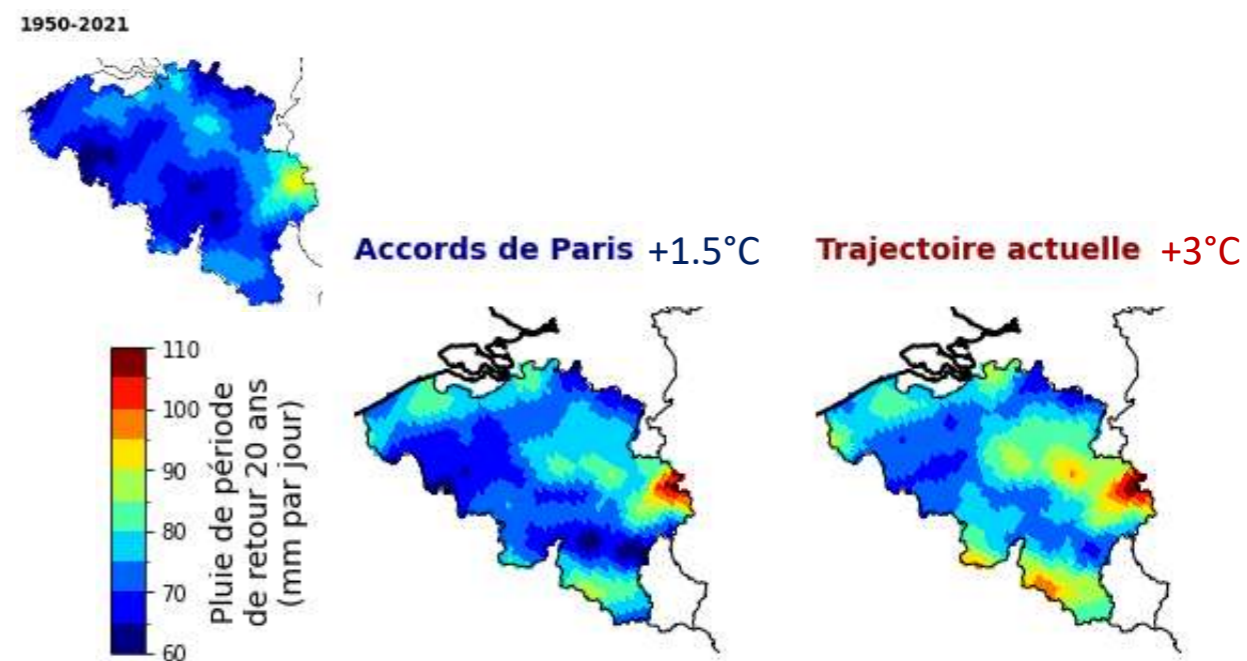 1950-2021
Accords de Paris +1.5°C
Trajectoire actuelle +3°C
110
100
90
80
70
60
Pluie de période
de retour 20 ans
(mm par jour)